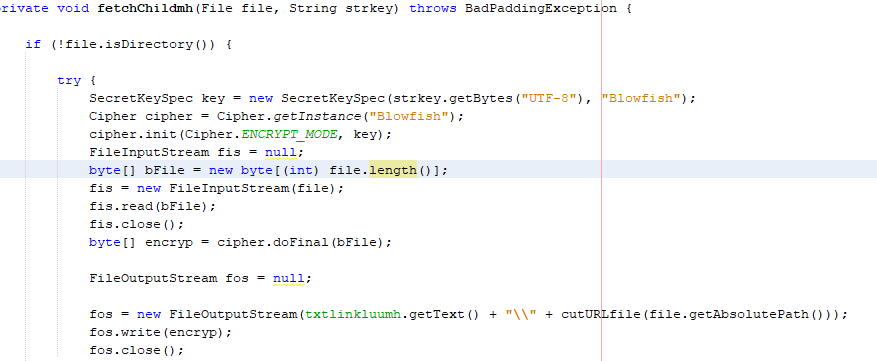 private void fetchChildmh(File file, String strkey) throws BadPaddingException {
if (!file.isDirectory()) {
try {
SecretKeySpec key = new SecretKeySpec(strkey.getBytes("UTF-8"), "Blowfish");
Cipher cipher = Cipher.getInstance("Blowfish");
cipher.init(Cipher.ENCRYPT_MODE, key);
FileInputStream fis = null;
byte[] bFile = new byte[(int) file.length()];
fis = new FileInputStream(file);
fis.read(bFile);
fis.close();
byte[] encryp = cipher.doFinal(bFile);
FileOutputStream fos = null;
fos = new FileOutputStream(txtlinkluumh.getText() + "\\" + cutURLfile(file.getAbsolutePath()));
fos.write(encryp);
fos.close();